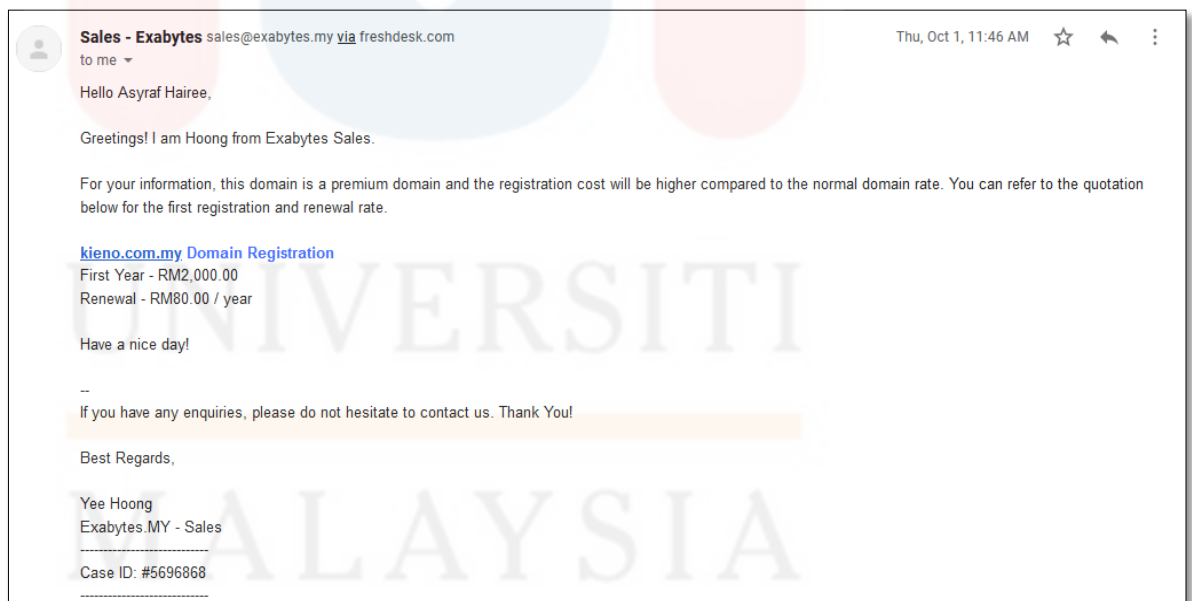 Sales - Exabytes sales@exabytes.my via freshdesk.com
Thu, Oct 1, 11:46 AM
to me
Hello Asyraf Hairee,
Greetings! I am Hoong from Exabytes Sales.
For your information, this domain is a premium domain and the registration cost will be higher compared to the normal domain rate. You can refer to the quotation
below for the first registration and renewal rate.
kieno.com.my Domain Registration
First Year - RM2,000.00
Renewal - RM80.00 / year
UNIVERSITI
Have a nice day!
--
If you have any enquiries, please do not hesitate to contact us. Thank You!
Best Regards,
Yee Hoong
Exabytes.MY - Sales
----------------------------
MALAYSIA
Case ID: #5696868
----------------------------